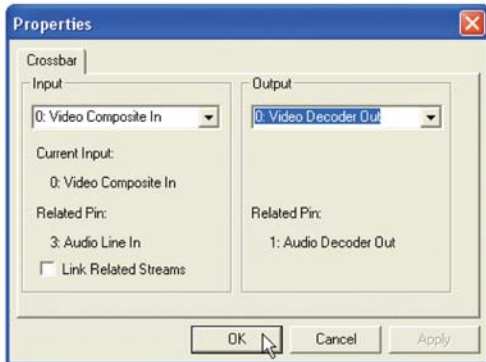 Properties
Crossbar
Input
0: Video Composite In
Current Input:
0: Video Composite In
Related Pin:
3: Audio Line In
Link Related Streams
Output
0: Video Decoder Out
Related Pin:
1: Audio Decoder Out
OK
Cancel
Apply